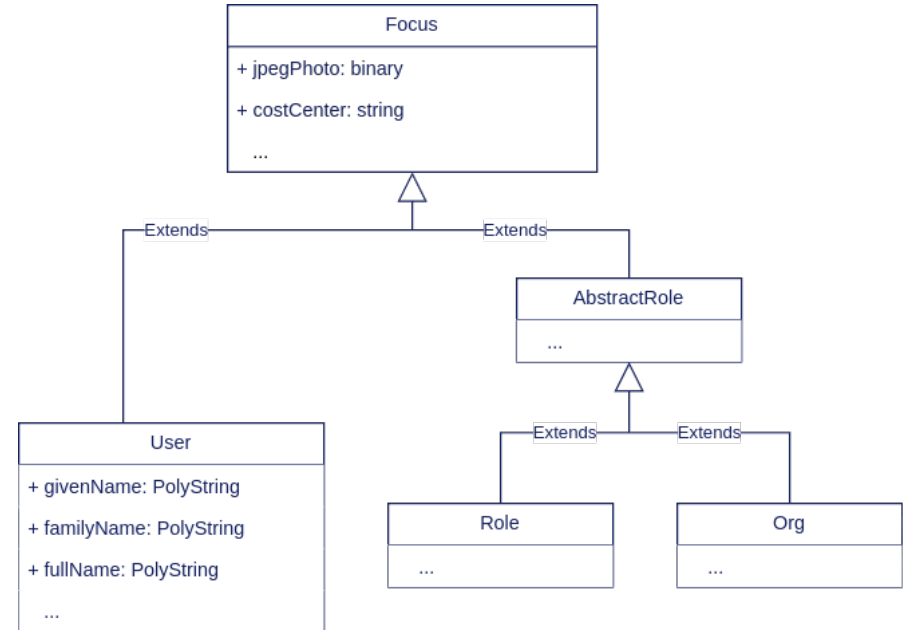 Focus
+ jpegPhoto: binary
+ costCenter: string
...
Extends
Extends
AbstractRole
...
User
+ givenName: PolyString
+ familyName: PolyString
+ fullName: PolyString
...
Extends
Extends
Role
...
Org
...